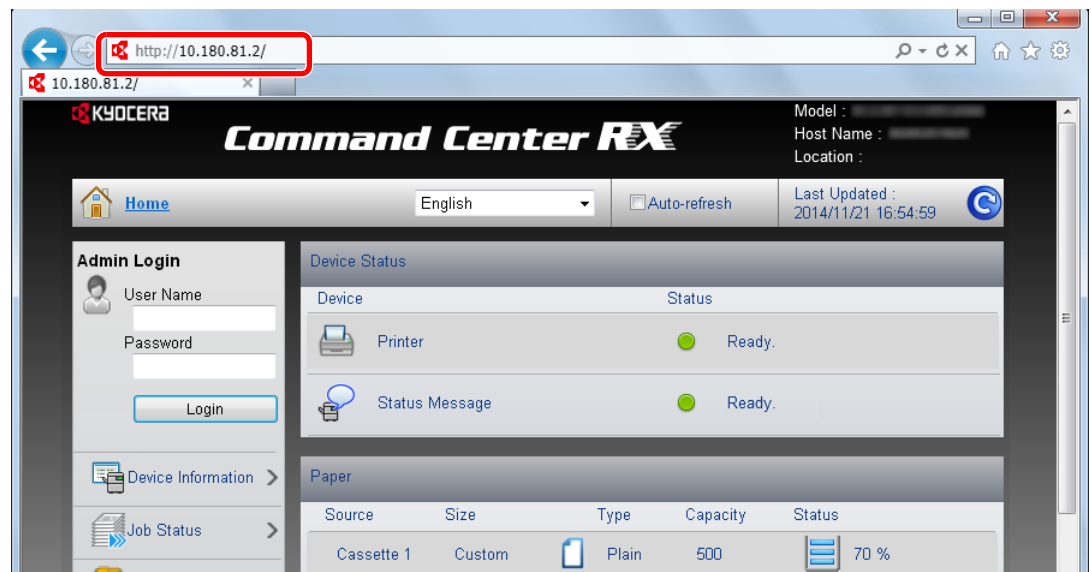 http://10.180.81.2/
10.180.81.2/
KYOCERA
Command Center RX
Model :
Host Name :
Location :
Home
English
Auto-refresh
Last Updated :
2014/11/21 16:54:59
Admin Login
User Name
Password
Login
Device Information
Job Status
Device Status
Device Status
Printer Ready.
Status Message Ready.
Paper
Source Size Type Capacity Status
Cassette 1 Custom Plain 500 70 %